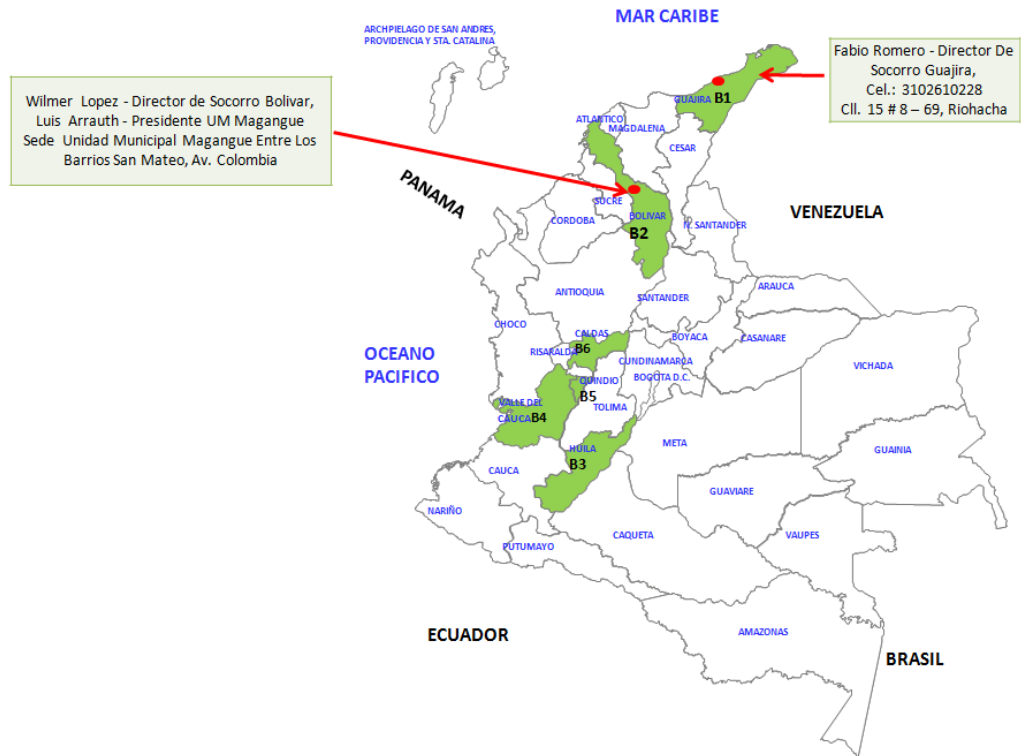 MAR CARIBE
ARCHPIELAGO DE SAN ANDRES,
PROVIDENCIA Y STA. CATALINA
Fabio Romero - Director De
Socorro Guajira,
Cel.: 3102610228
Cll. 15 # 8 – 69, Riohacha
Wilmer Lopez - Director de Socorro Bolivar,
Luis Arrauth - Presidente UM Magangue
Sede Unidad Municipal Magangue Entre Los
Barrios San Mateo, Av. Colombia
GUAJIRA B1
ATLANTICO
MAGDALENA
CESAR
PANAMA
SUCRE
BOLIVAR
CORDOBA
B2
N. SANTANDER
VENEZUELA
ANTIOQUIA
SANTANDER
ARAUCA
CHOCO
CALDAS
B6
BOYACA
CASANARE
RISARALDA
OCEANO
PACIFICO
CUNDINAMARCA
BOGOTA D.C.
VICHADA
QUINDIO
B5
VALLE DEL
CAUCA B4
TOLIMA
META
HUILA
B3
GUAINIA
CAUCA
GUAVIARE
NARIÑO
CAQUETA
VAUPES
PUTUMAYO
ECUADOR
AMAZONAS
BRASIL